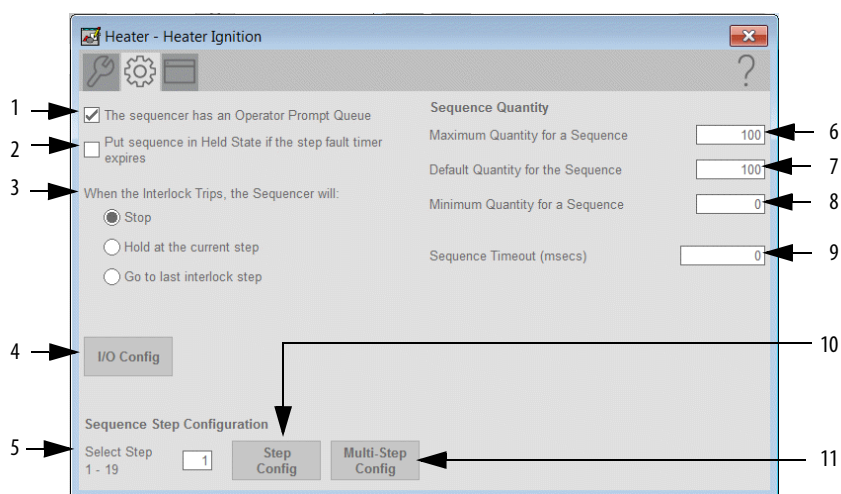 Heater - Heater Ignition
?
1
The sequencer has an Operator Prompt Queue
2
Put sequence in Held State if the step fault timer
expires
3
When the Interlock Trips, the Sequencer will:
Stop
Hold at the current step
Go to last interlock step
Sequence Quantity
Maximum Quantity for a Sequence
100
6
Default Quantity for the Sequence
100
7
Minimum Quantity for a Sequence
0
8
Sequence Timeout (msecs)
0
9
4
I/O Config
10
Sequence Step Configuration
5
Select Step
1 - 19
1
Step
Config
Multi-Step
Config
11